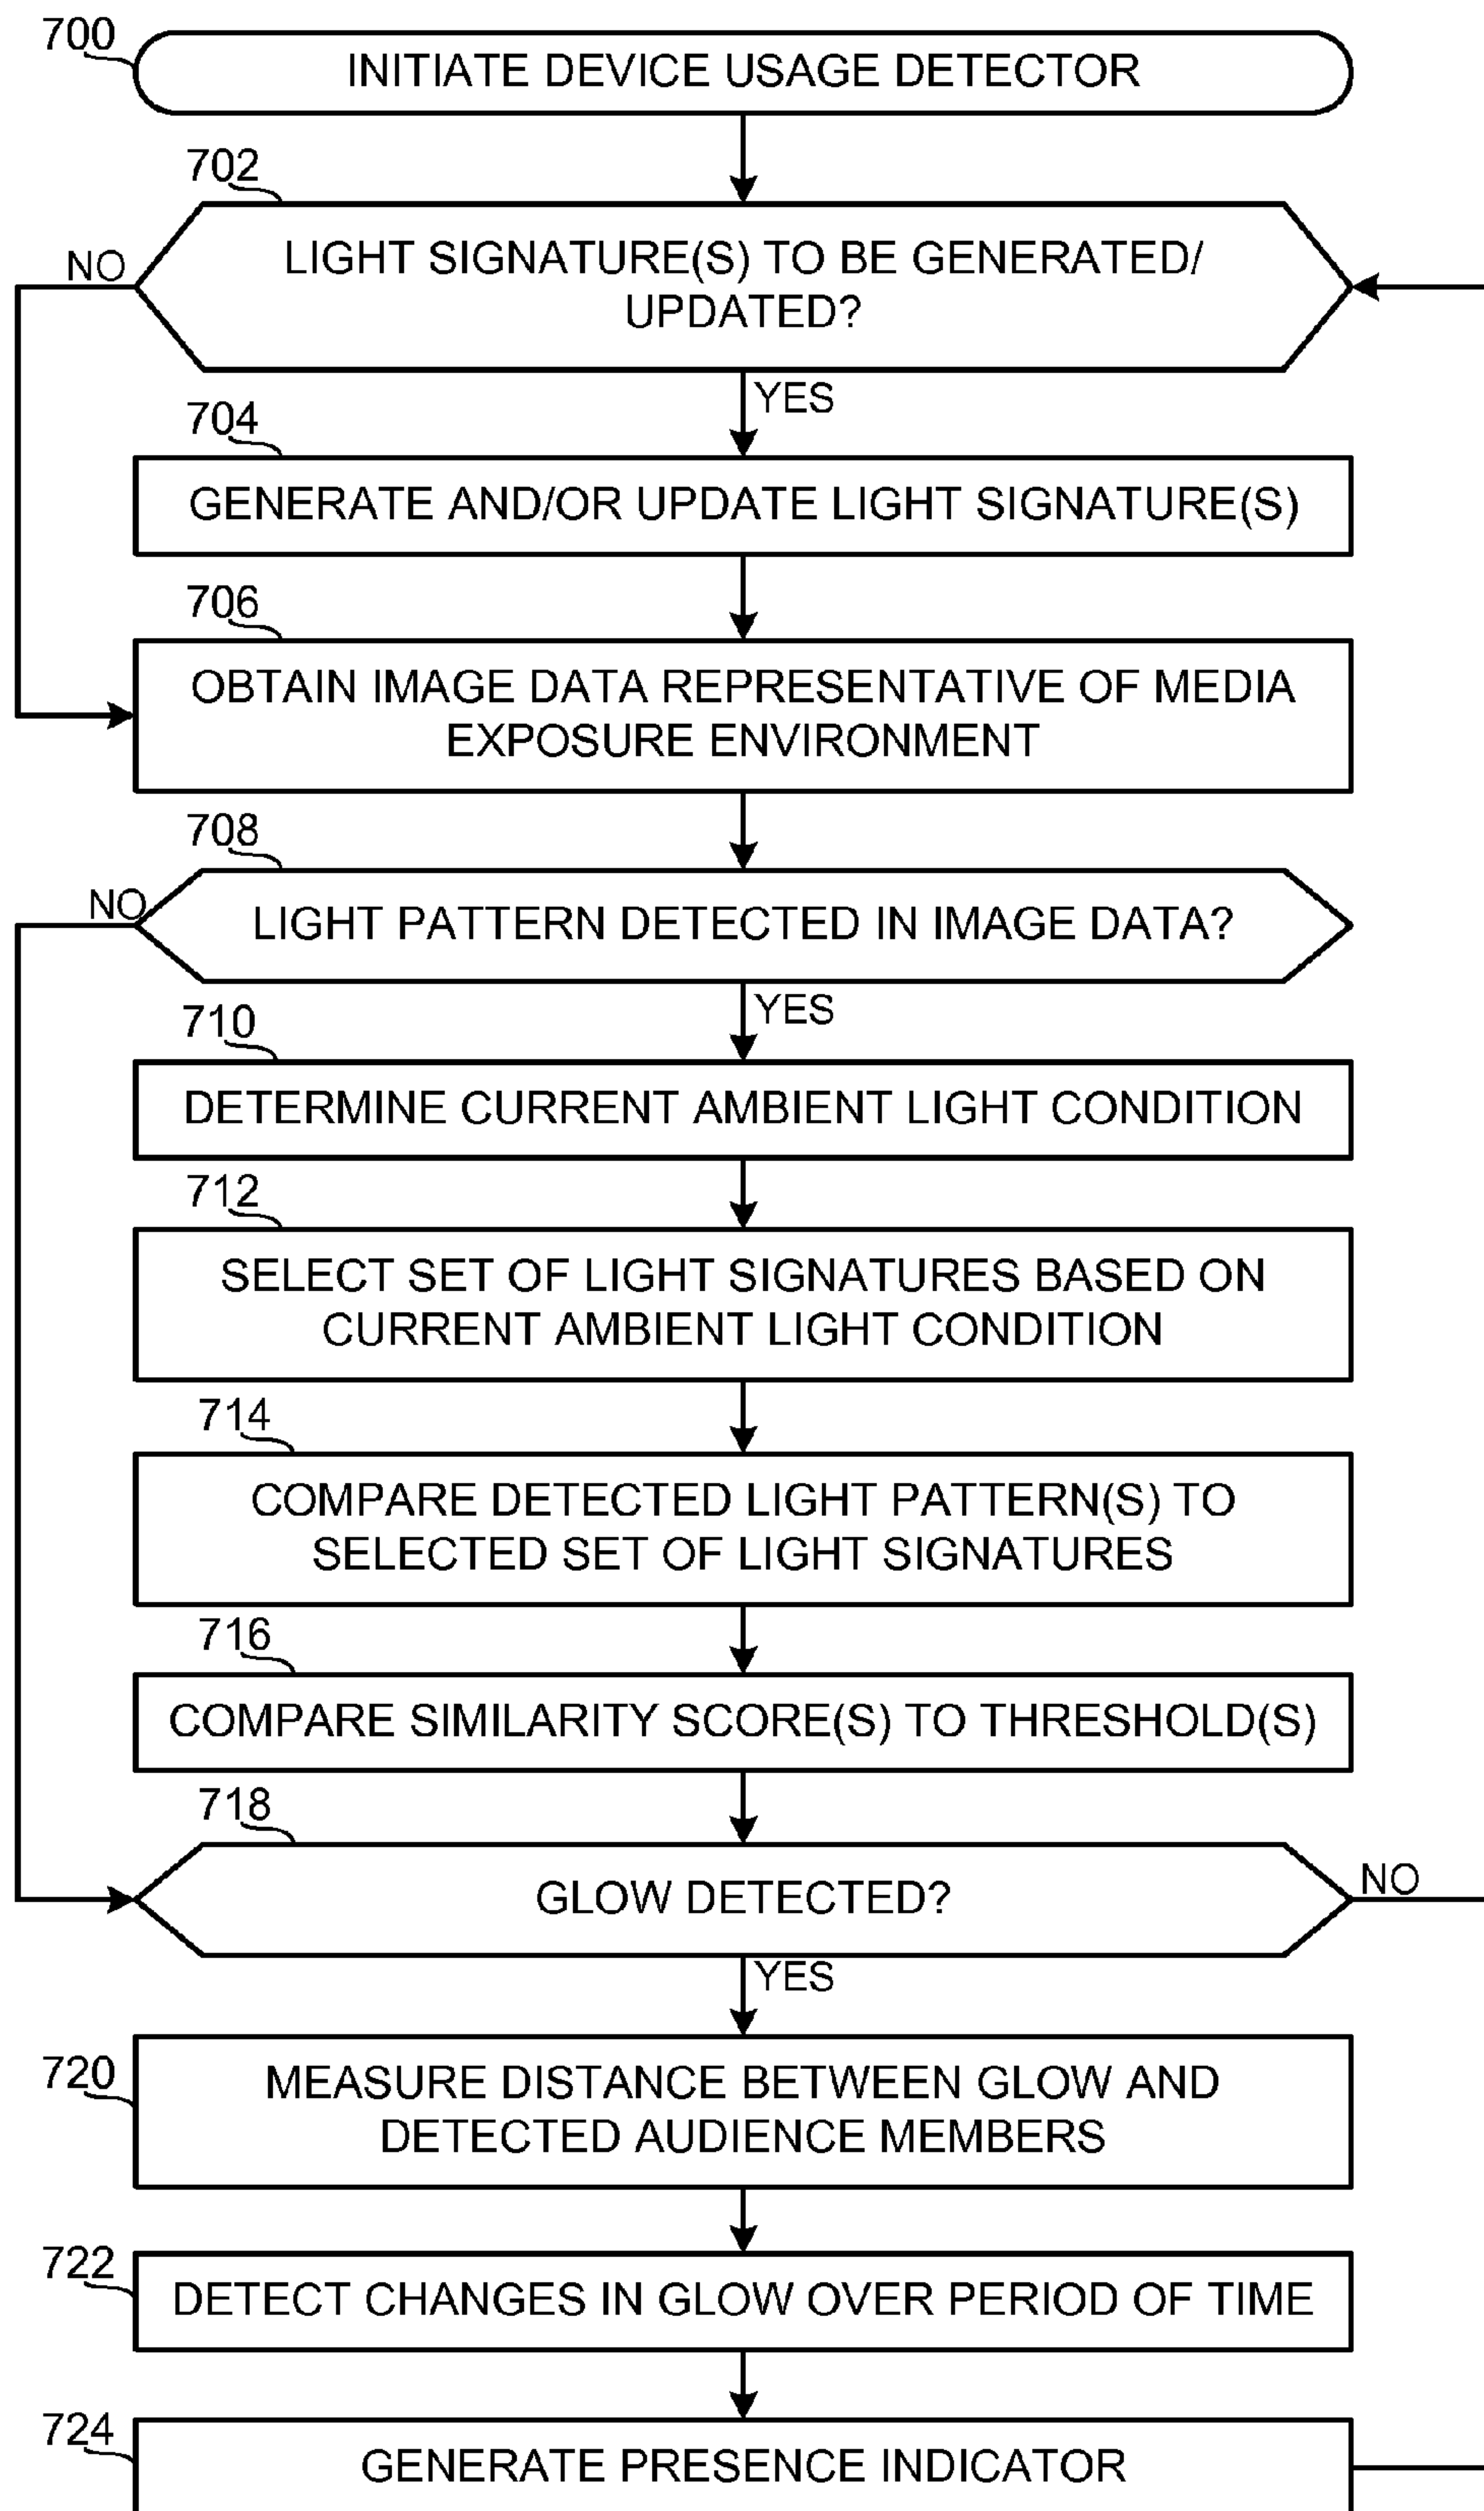 700
INITIATE DEVICE USAGE DETECTOR
702
NO
LIGHT SIGNATURE(S) TO BE GENERATED/
UPDATED?
YES
704
GENERATE AND/OR UPDATE LIGHT SIGNATURE(S)
706
OBTAIN IMAGE DATA REPRESENTATIVE OF MEDIA
EXPOSURE ENVIRONMENT
708
NO
LIGHT PATTERN DETECTED IN IMAGE DATA?
YES
710
DETERMINE CURRENT AMBIENT LIGHT CONDITION
712
SELECT SET OF LIGHT SIGNATURES BASED ON
CURRENT AMBIENT LIGHT CONDITION
714
COMPARE DETECTED LIGHT PATTERN(S) TO
SELECTED SET OF LIGHT SIGNATURES
716
COMPARE SIMILARITY SCORE(S) TO THRESHOLD(S)
718
GLOW DETECTED?
NO
YES
720
MEASURE DISTANCE BETWEEN GLOW AND
DETECTED AUDIENCE MEMBERS
722
DETECT CHANGES IN GLOW OVER PERIOD OF TIME
724
GENERATE PRESENCE INDICATOR